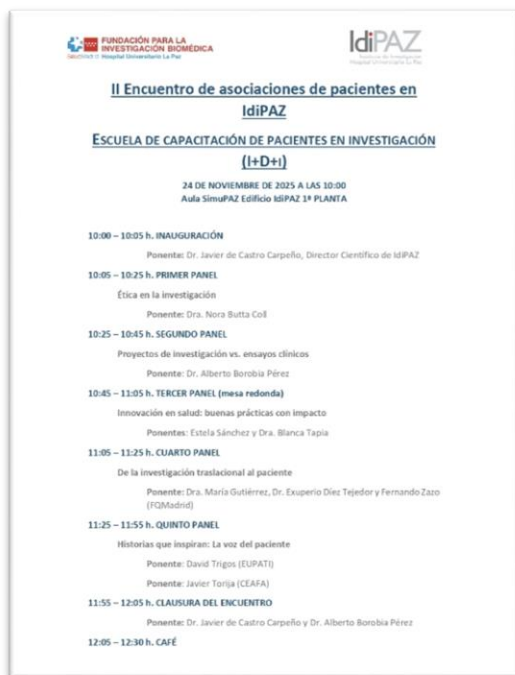 FUNDACIÓN PARA LA
INVESTIGACIÓN BIOMÉDICA
Hospital Universitario La Paz
IdiPAZ
Instituto de Investigación
Hospital Universitario La Paz
II Encuentro de asociaciones de pacientes en
IdiPAZ
ESCUELA DE CAPACITACIÓN DE PACIENTES EN INVESTIGACIÓN
(I+D+I)
24 DE NOVIEMBRE DE 2025 A LAS 10:00
Aula SimuPAZ Edificio IdiPAZ 1ª PLANTA
10:00 – 10:05 h. INAUGURACIÓN
Ponente: Dr. Javier de Castro Carpeño, Director Científico de IdiPAZ
10:05 – 10:25 h. PRIMER PANEL
Ética en la investigación
Ponente: Dra. Nora Butta Coll
10:25 – 10:45 h. SEGUNDO PANEL
Proyectos de investigación vs. ensayos clínicos
Ponente: Dr. Alberto Borobia Pérez
10:45 – 11:05 h. TERCER PANEL (mesa redonda)
Innovación en salud: buenas prácticas con impacto
Ponentes: Estela Sánchez y Dra. Blanca Tapia
11:05 – 11:25 h. CUARTO PANEL
De la investigación traslacional al paciente
Ponente: Dra. María Gutiérrez, Dr. Exuperio Díez Tejedor y Fernando Zazo
(FQMadrid)
11:25 – 11:55 h. QUINTO PANEL
Historias que inspiran: La voz del paciente
Ponente: David Trigos (EUPATI)
Ponente: Javier Torija (CEAFA)
11:55 – 12:05 h. CLAUSURA DEL ENCUENTRO
Ponente: Dr. Javier de Castro Carpeño y Dr. Alberto Borobia Pérez
12:05 – 12:30 h. CAFÉ